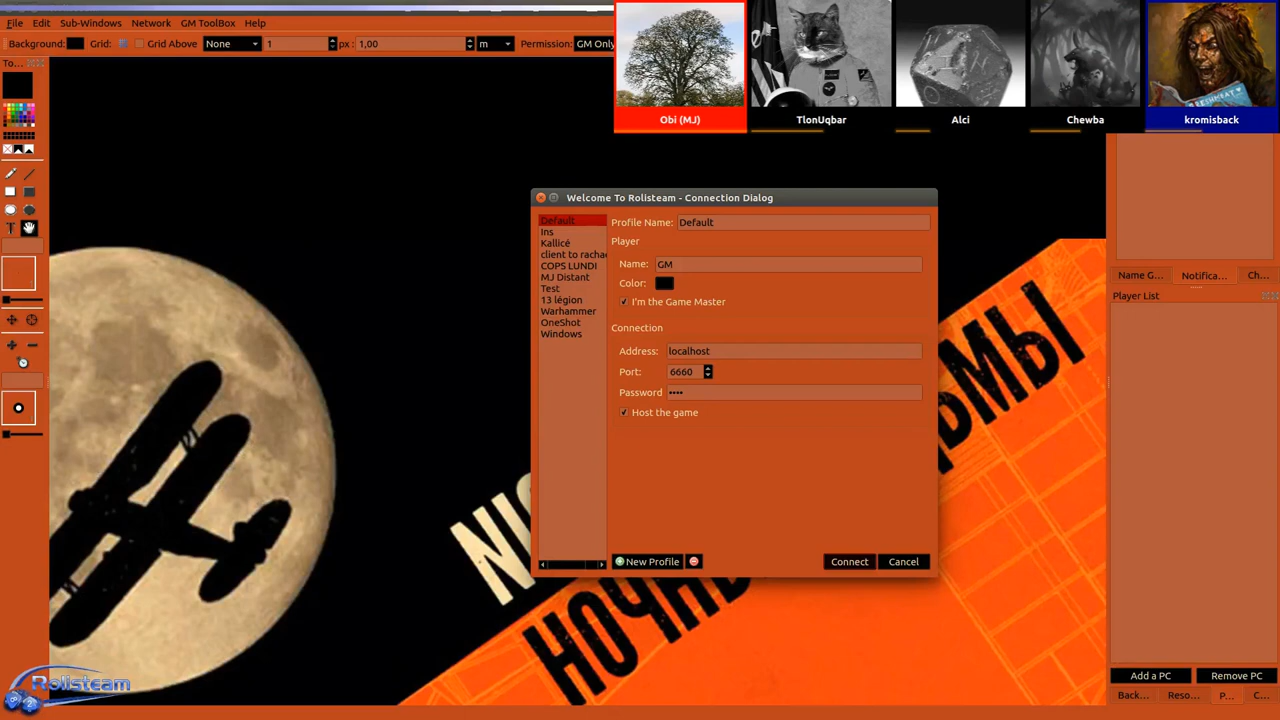 File Edit Sub-Windows Network GM ToolBox Help
Background: Grid: Grid Above None 1 px : 1,00 m Permission: GM Only
To...
Obi (MJ) TlonUqbar Alci Chewba kromisback
Welcome To Rolisteam - Connection Dialog
Default
Ins
Kallicé
client to racha
COPS LUNDI
MJ Distant
Test
13 légion
Warhammer
OneShot
Windows
Profile Name: Default
Player
Name: GM
Color:
I'm the Game Master
Connection
Address: localhost
Port: 6660
Password ••••
Host the game
New Profile Connect Cancel
Name G... Notifica... Ch...
Player List
Add a PC Remove PC
Back... Reso... P... C...
Rolisteam